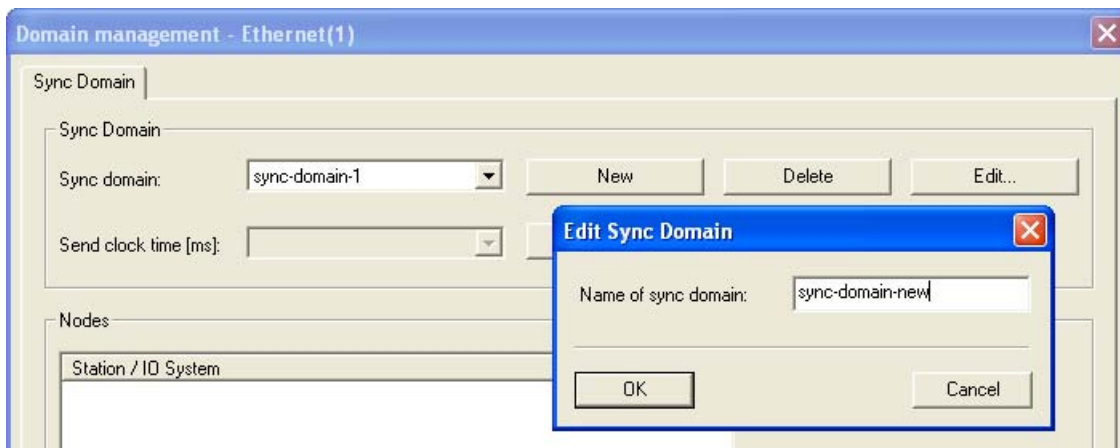 Domain management - Ethernet(1)
Sync Domain
Sync Domain
Sync domain:
sync-domain-1
New
Delete
Edit...
Send clock time [ms]:
Edit Sync Domain
Name of sync domain:
sync-domain-new
OK
Cancel
Nodes
Station / IO System